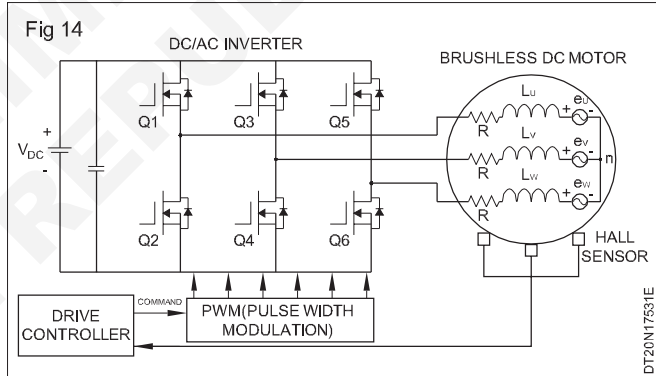 Fig 14
DC/AC INVERTER
BRUSHLESS DC MOTOR
Q1
Q3
Q5
+
VDC
-
Q2
Q4
Q6
LU
+ eU -
R
LV
+ eV -
n
R
LW
+ eW -
R
HALL
SENSOR
DRIVE
CONTROLLER
COMMAND
PWM(PULSE WIDTH
MODULATION)
DT20N17531E